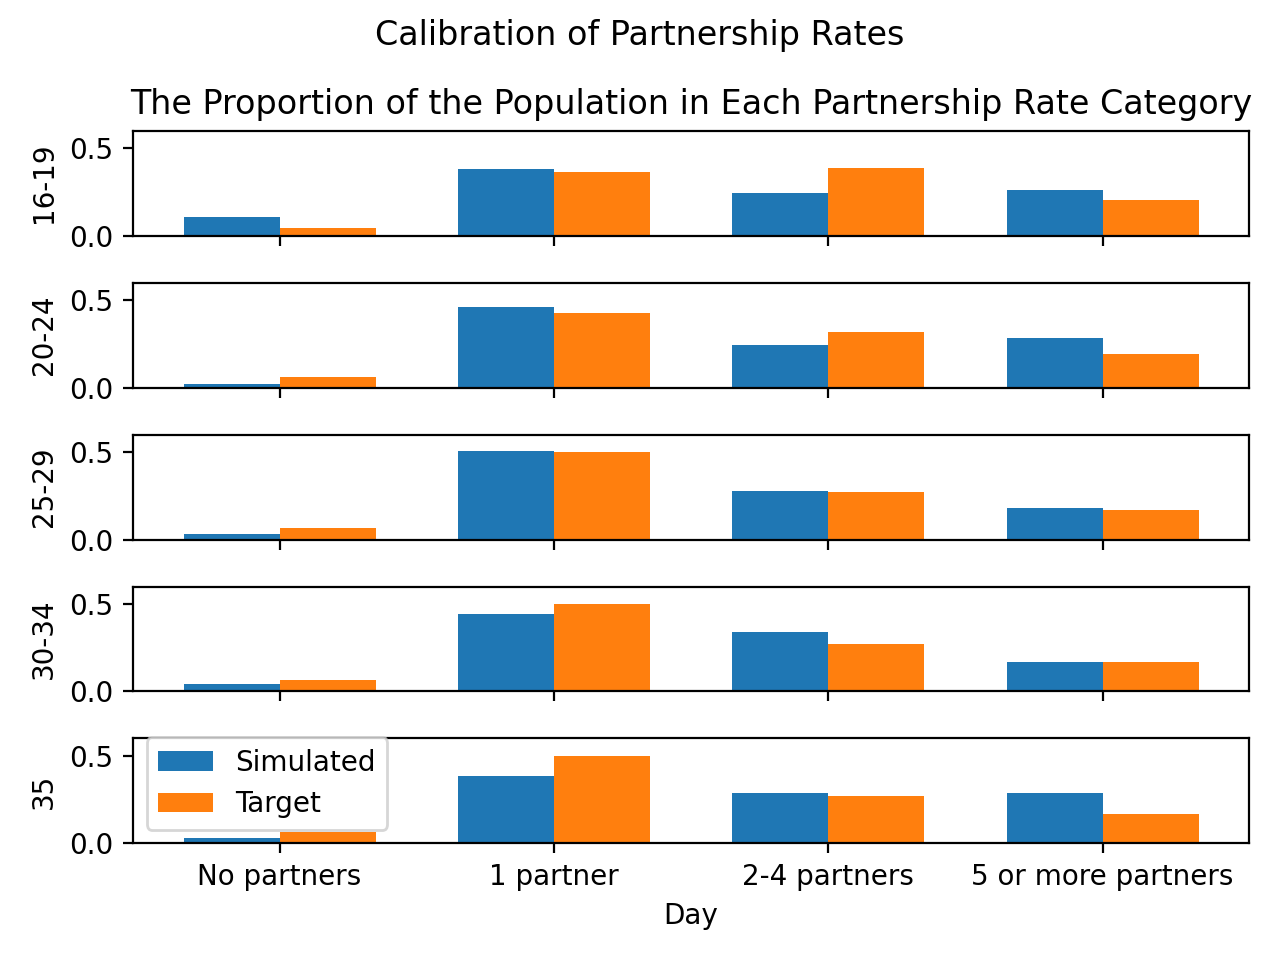 Calibration of Partnership Rates
The Proportion of the Population in Each Partnership Rate Category
0.5
16-19
0.0
0.5
20-24
0.0
0.5
25-29
0.0
0.5
30-34
0.0
0.5
35
0.0
Simulated
Target
No partners 1 partner 2-4 partners 5 or more partners
Day